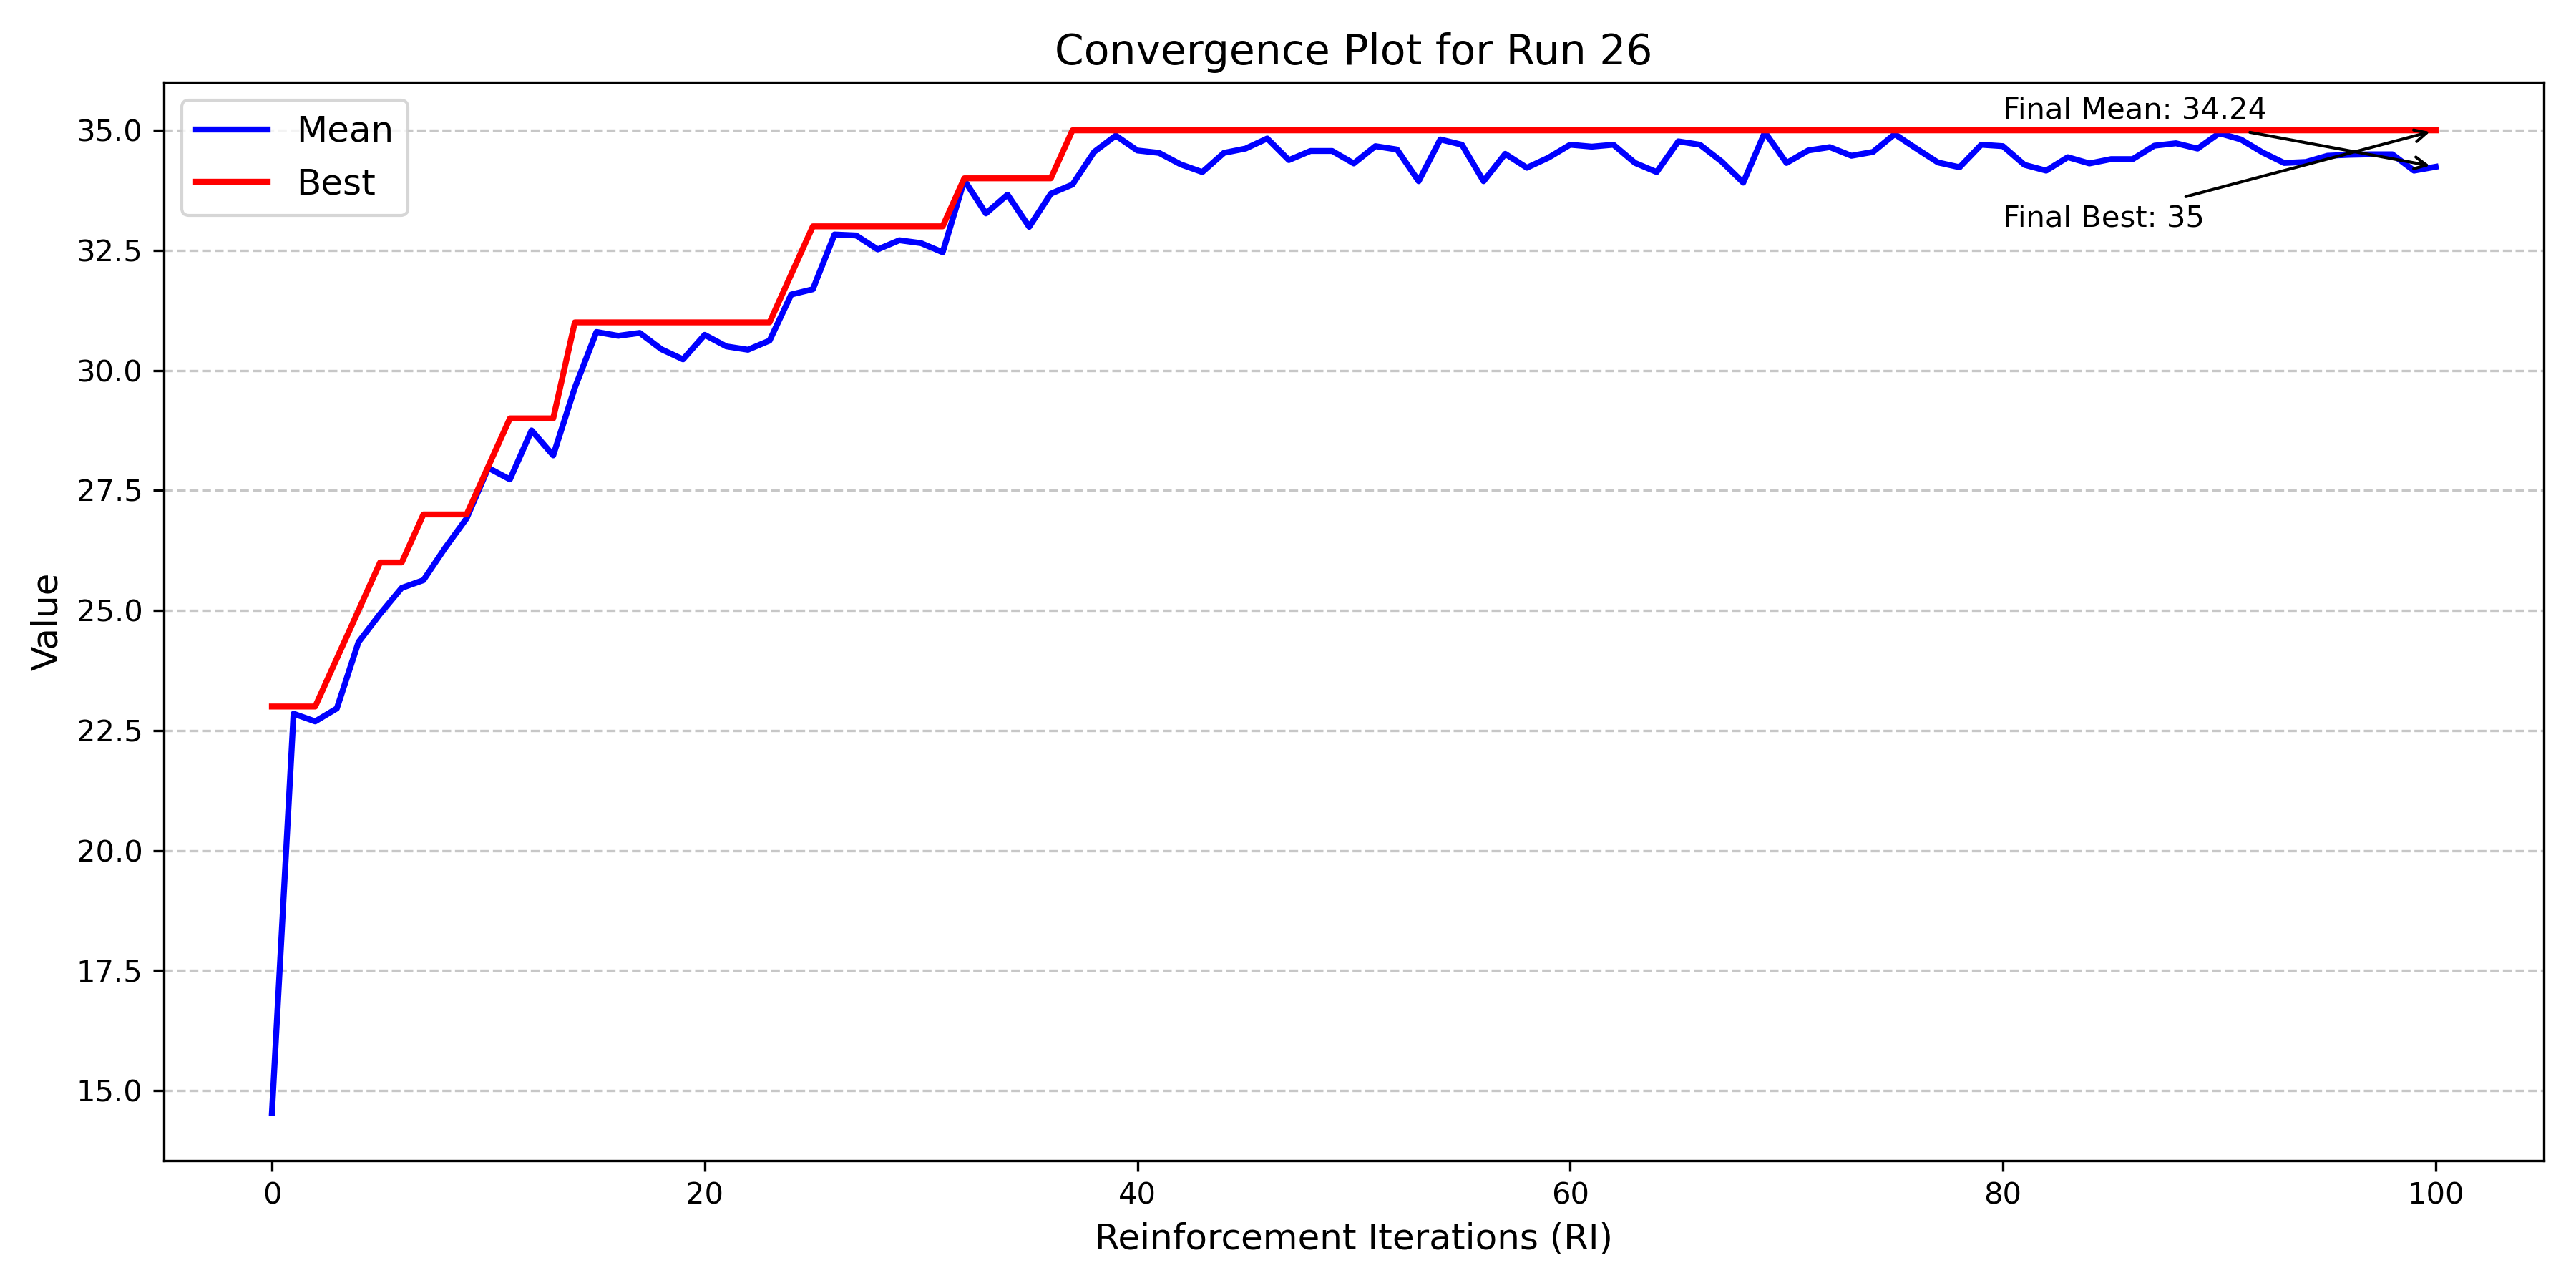 Convergence Plot for Run 26
Mean
Best
Final Mean: 34.24
Final Best: 35
Value
35.0
32.5
30.0
27.5
25.0
22.5
20.0
17.5
15.0
0 20 40 60 80 100
Reinforcement Iterations (RI)